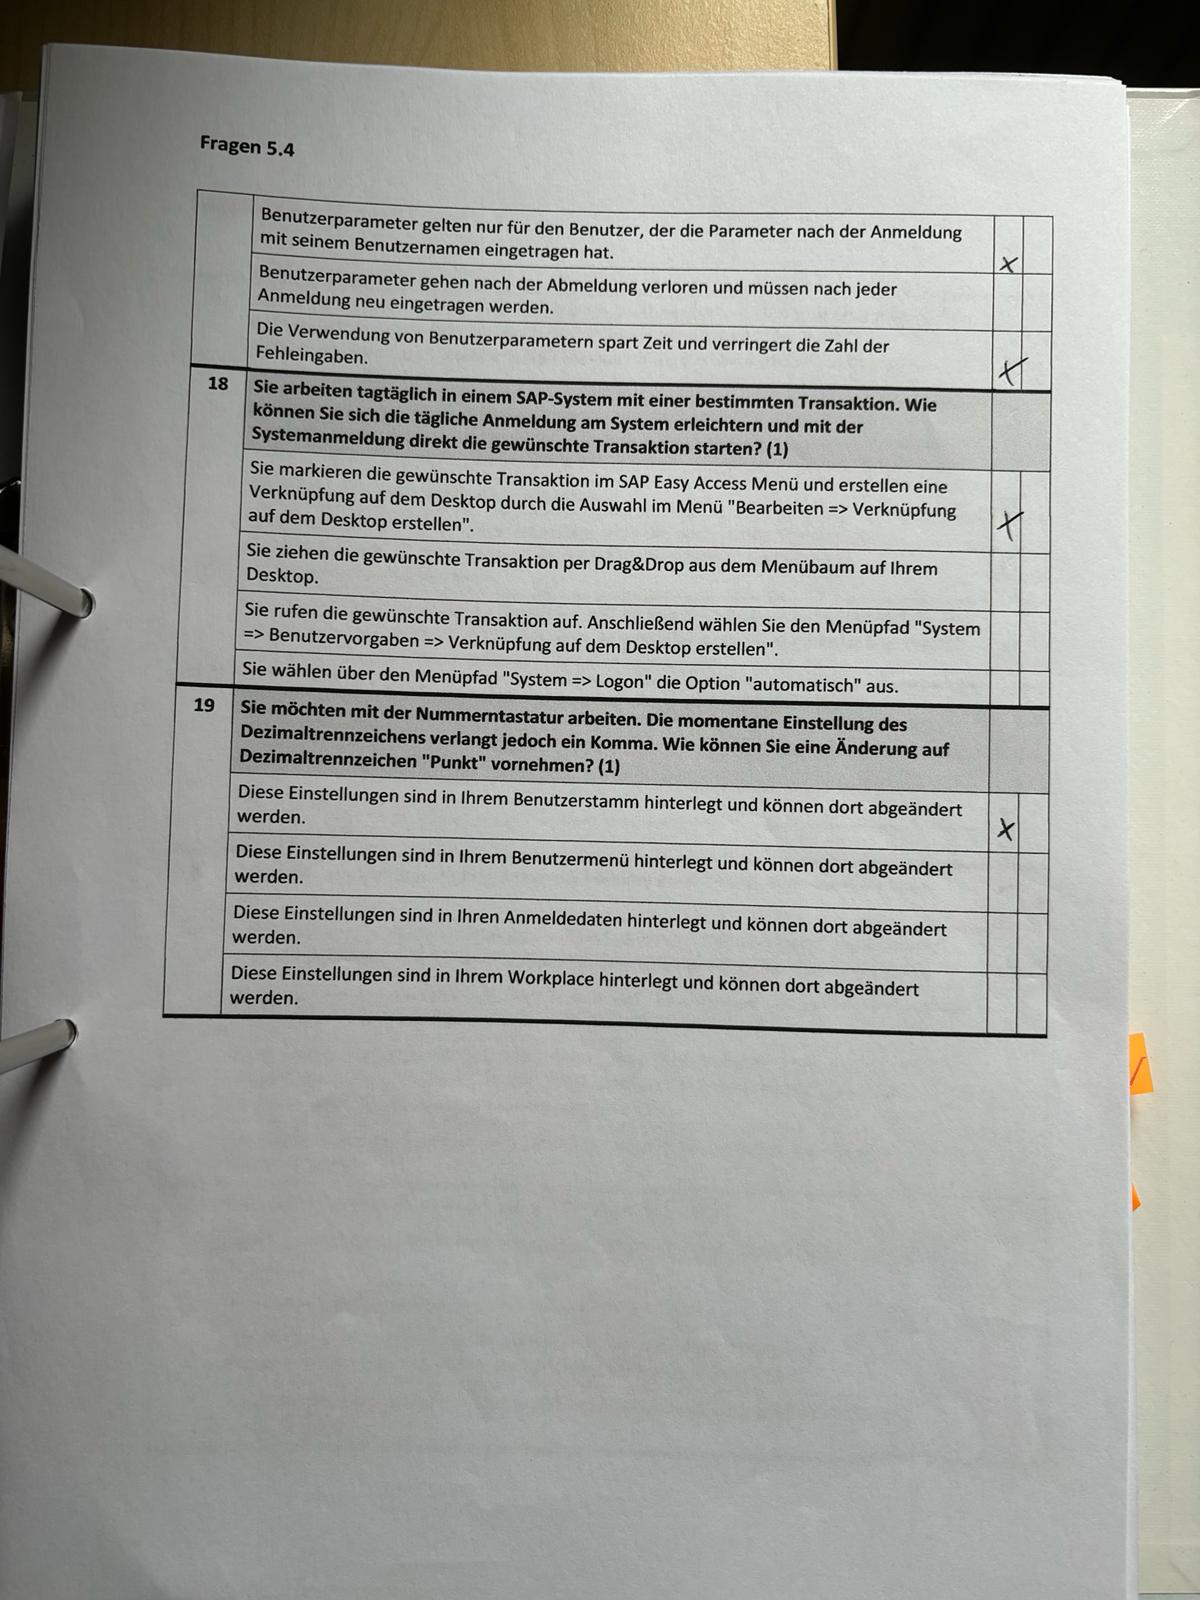 Fragen 5.4
Benutzerparameter gelten nur für den Benutzer, der die Parameter nach der Anmeldung
mit seinem Benutzernamen eingetragen hat. X
Benutzerparameter gehen nach der Abmeldung verloren und müssen nach jeder
Anmeldung neu eingetragen werden.
Die Verwendung von Benutzerparametern spart Zeit und verringert die Zahl der
Fehleingaben. X
18 Sie arbeiten tagtäglich in einem SAP-System mit einer bestimmten Transaktion. Wie
können Sie sich die tägliche Anmeldung am System erleichtern und mit der
Systemanmeldung direkt die gewünschte Transaktion starten? (1)
Sie markieren die gewünschte Transaktion im SAP Easy Access Menü und erstellen eine
Verknüpfung auf dem Desktop durch die Auswahl im Menü "Bearbeiten => Verknüpfung
auf dem Desktop erstellen". X
Sie ziehen die gewünschte Transaktion per Drag&Drop aus dem Menübaum auf Ihrem
Desktop.
Sie rufen die gewünschte Transaktion auf. Anschließend wählen Sie den Menüpfad "System
=> Benutzervorgaben => Verknüpfung auf dem Desktop erstellen".
Sie wählen über den Menüpfad "System => Logon" die Option "automatisch" aus.
19 Sie möchten mit der Nummerntastatur arbeiten. Die momentane Einstellung des
Dezimaltrennzeichens verlangt jedoch ein Komma. Wie können Sie eine Änderung auf
Dezimaltrennzeichen "Punkt" vornehmen? (1)
Diese Einstellungen sind in Ihrem Benutzerstamm hinterlegt und können dort abgeändert
werden. X
Diese Einstellungen sind in Ihrem Benutzermenü hinterlegt und können dort abgeändert
werden.
Diese Einstellungen sind in Ihren Anmeldedaten hinterlegt und können dort abgeändert
werden.
Diese Einstellungen sind in Ihrem Workplace hinterlegt und können dort abgeändert
werden.